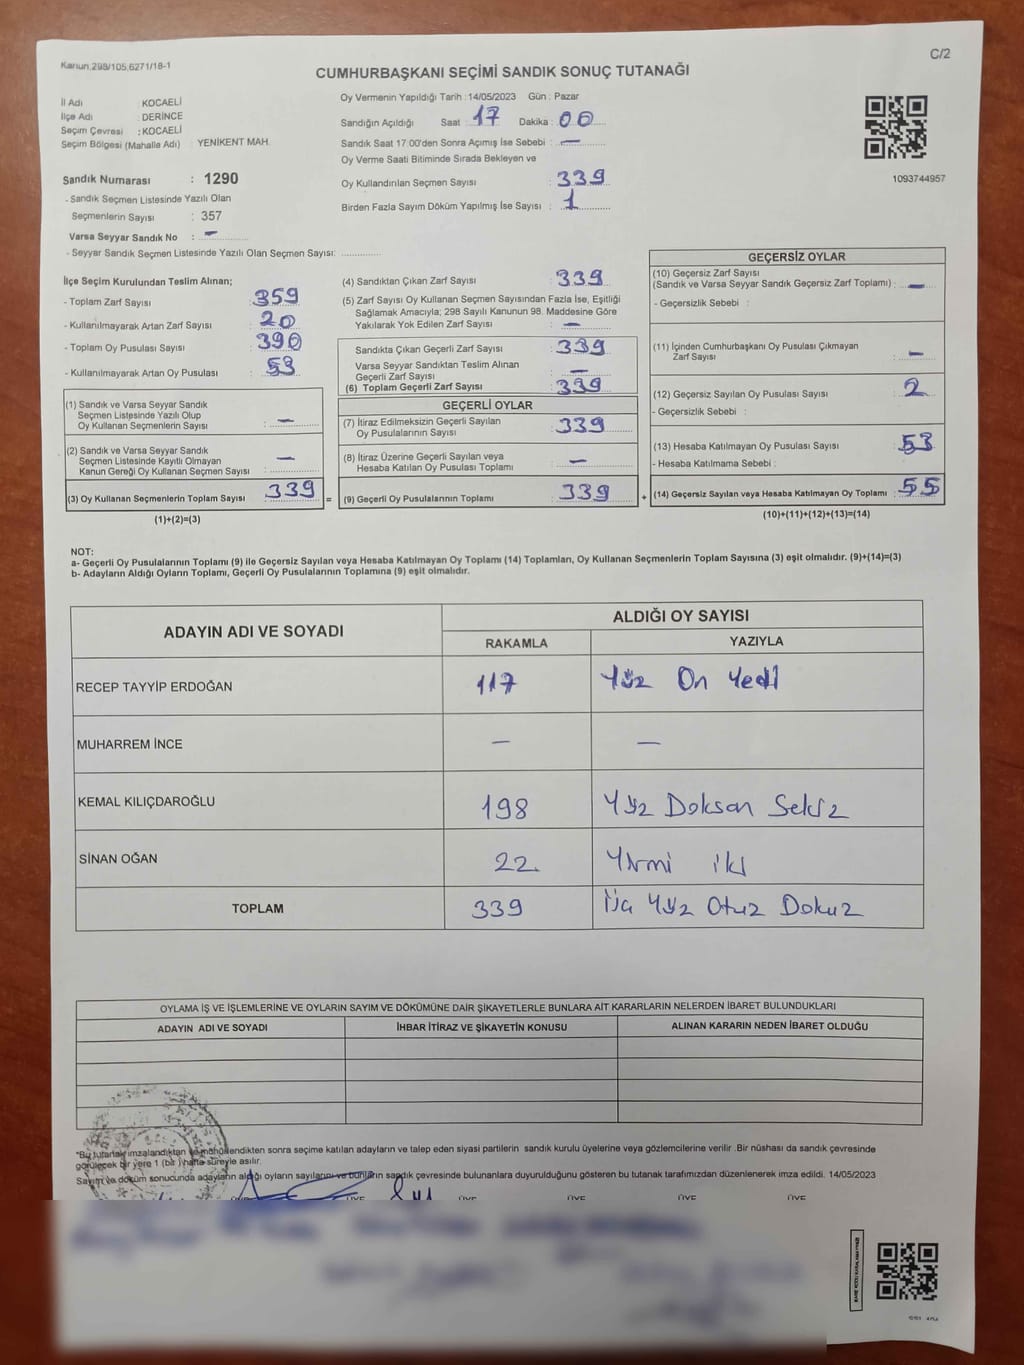 Kanun:298/105,6271/18-1
C/2
CUMHURBAŞKANI SEÇİMİ SANDIK SONUÇ TUTANAĞI
İl Adı : KOCAELİ
İlçe Adı : DERİNCE
Seçim Çevresi : KOCAELİ
Seçim Bölgesi (Mahalle Adı) : YENİKENT MAH.
Sandık Numarası : 1290
- Sandık Seçmen Listesinde Yazılı Olan
Seçmenlerin Sayısı : 357
Varsa Seyyar Sandık No : -
- Seyyar Sandık Seçmen Listesinde Yazılı Olan Seçmen Sayısı:
Oy Vermenin Yapıldığı Tarih :14/05/2023 Gün : Pazar
Sandığın Açıldığı Saat : 17 Dakika : 00
Sandık Saat 17.00'den Sonra Açımış İse Sebebi : -
Oy Verme Saati Bitiminde Sırada Bekleyen ve
Oy Kullandırılan Seçmen Sayısı : 339
Birden Fazla Sayım Döküm Yapılmış İse Sayısı : 1
1093744957
İlçe Seçim Kurulundan Teslim Alınan;
- Toplam Zarf Sayısı : 359
- Kullanılmayarak Artan Zarf Sayısı : 20
- Toplam Oy Pusulası Sayısı : 390
- Kullanılmayarak Artan Oy Pusulası : 53
(1) Sandık ve Varsa Seyyar Sandık
Seçmen Listesinde Yazılı Olup
Oy Kullanan Seçmenlerin Sayısı : -
(2) Sandık ve Varsa Seyyar Sandık
Seçmen Listesinde Kayıtlı Olmayan
Kanun Gereği Oy Kullanan Seçmen Sayısı : -
(3) Oy Kullanan Seçmenlerin Toplam Sayısı : 339
(1)+(2)=(3)
=
(4) Sandıktan Çıkan Zarf Sayısı : 339
(5) Zarf Sayısı Oy Kullanan Seçmen Sayısından Fazla İse, Eşitliği
Sağlamak Amacıyla; 298 Sayılı Kanunun 98. Maddesine Göre
Yakılarak Yok Edilen Zarf Sayısı : -
Sandıkta Çıkan Geçerli Zarf Sayısı : 339
Varsa Seyyar Sandıktan Teslim Alınan
Geçerli Zarf Sayısı : -
(6) Toplam Geçerli Zarf Sayısı : 339
GEÇERLİ OYLAR
(7) İtiraz Edilmeksizin Geçerli Sayılan
Oy Pusulalarının Sayısı : 339
(8) İtiraz Üzerine Geçerli Sayılan veya
Hesaba Katılan Oy Pusulası Toplamı : -
(9) Geçerli Oy Pusulalarının Toplamı : 339
+
GEÇERSİZ OYLAR
(10) Geçersiz Zarf Sayısı
(Sandık ve Varsa Seyyar Sandık Geçersiz Zarf Toplamı) : -
- Geçersizlik Sebebi :
(11) İçinden Cumhurbaşkanı Oy Pusulası Çıkmayan
Zarf Sayısı : -
(12) Geçersiz Sayılan Oy Pusulası Sayısı : 2
- Geçersizlik Sebebi :
(13) Hesaba Katılmayan Oy Pusulası Sayısı : 53
- Hesaba Katılmama Sebebi :
(14) Geçersiz Sayılan veya Hesaba Katılmayan Oy Toplamı : 55
(10)+(11)+(12)+(13)=(14)
NOT:
a- Geçerli Oy Pusulalarının Toplamı (9) ile Geçersiz Sayılan veya Hesaba Katılmayan Oy Toplamı (14) Toplamları, Oy Kullanan Seçmenlerin Toplam Sayısına (3) eşit olmalıdır. (9)+(14)=(3)
b- Adayların Aldığı Oyların Toplamı, Geçerli Oy Pusulalarının Toplamına (9) eşit olmalıdır.
ADAYIN ADI VE SOYADI
ALDIĞI OY SAYISI
RAKAMLA YAZIYLA
RECEP TAYYİP ERDOĞAN 117 Yüz On Yedi
MUHARREM İNCE - -
KEMAL KILIÇDAROĞLU 198 Yüz Doksan Sekiz
SİNAN OĞAN 22 Yirmi iki
TOPLAM 339 Üç Yüz Otuz Dokuz
OYLAMA İŞ VE İŞLEMLERİNE VE OYLARIN SAYIM VE DÖKÜMÜNE DAİR ŞİKAYETLERLE BUNLARA AİT KARARLARIN NELERDEN İBARET BULUNDUKLARI
ADAYIN ADI VE SOYADI İHBAR İTİRAZ VE ŞİKAYETİN KONUSU ALINAN KARARIN NEDEN İBARET OLDUĞU
"Bu tutanak imzalandıktan ve mühürlendikten sonra seçime katılan adayların ve talep eden siyasi partilerin sandık kurulu üyelerine veya gözlemcilerine verilir .Bir nüshası da sandık çevresinde
görülecek bir yere 1 (bir) hafta süreyle asılır.
Sayım ve döküm sonucunda adayların aldığı oyların sayılarını ve bunların sandık çevresinde bulunanlara duyurulduğunu gösteren bu tutanak tarafımızdan düzenlenerek imza edildi. 14/05/2023
ÜYE ÜYE ÜYE ÜYE